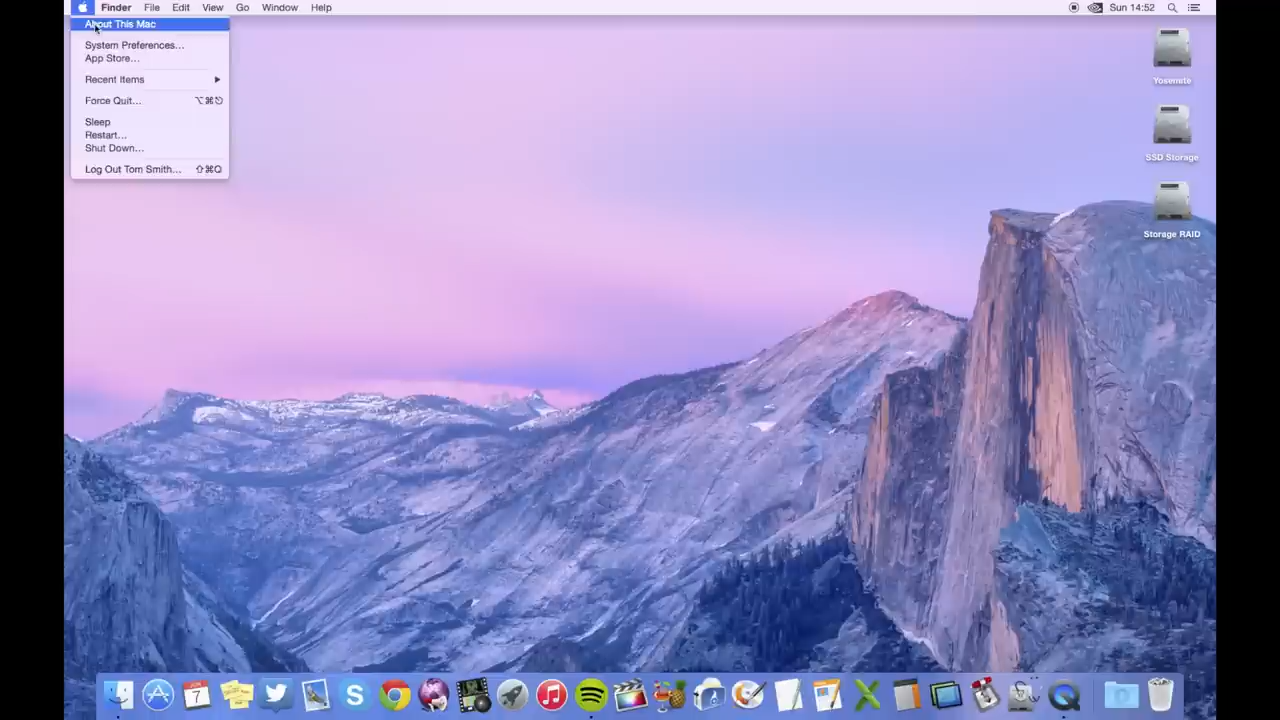 Finder File Edit View Go Window Help Sun 14:52
About This Mac
System Preferences...
App Store...
Recent Items
Force Quit... ⌥⌘⎋
Sleep
Restart...
Shut Down...
Log Out Tom Smith... ⇧⌘Q
Yosemite
SSD Storage
Storage RAID
7